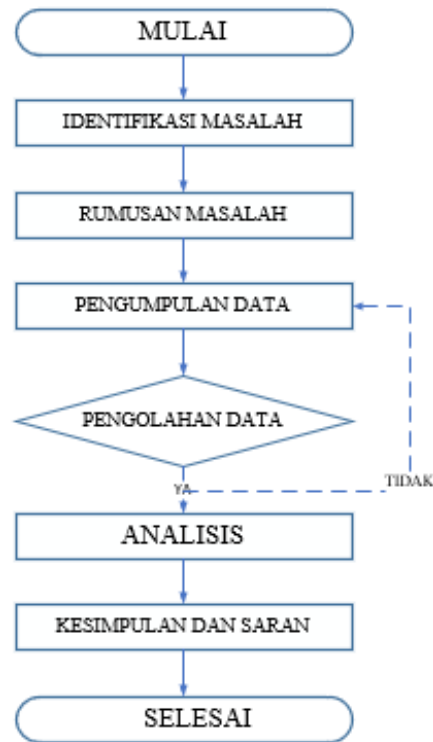 MULAI
IDENTIFIKASI MASALAH
RUMUSAN MASALAH
PENGUMPULAN DATA
PENGOLAHAN DATA
TIDAK
YA
ANALISIS
KESIMPULAN DAN SARAN
SELESAI